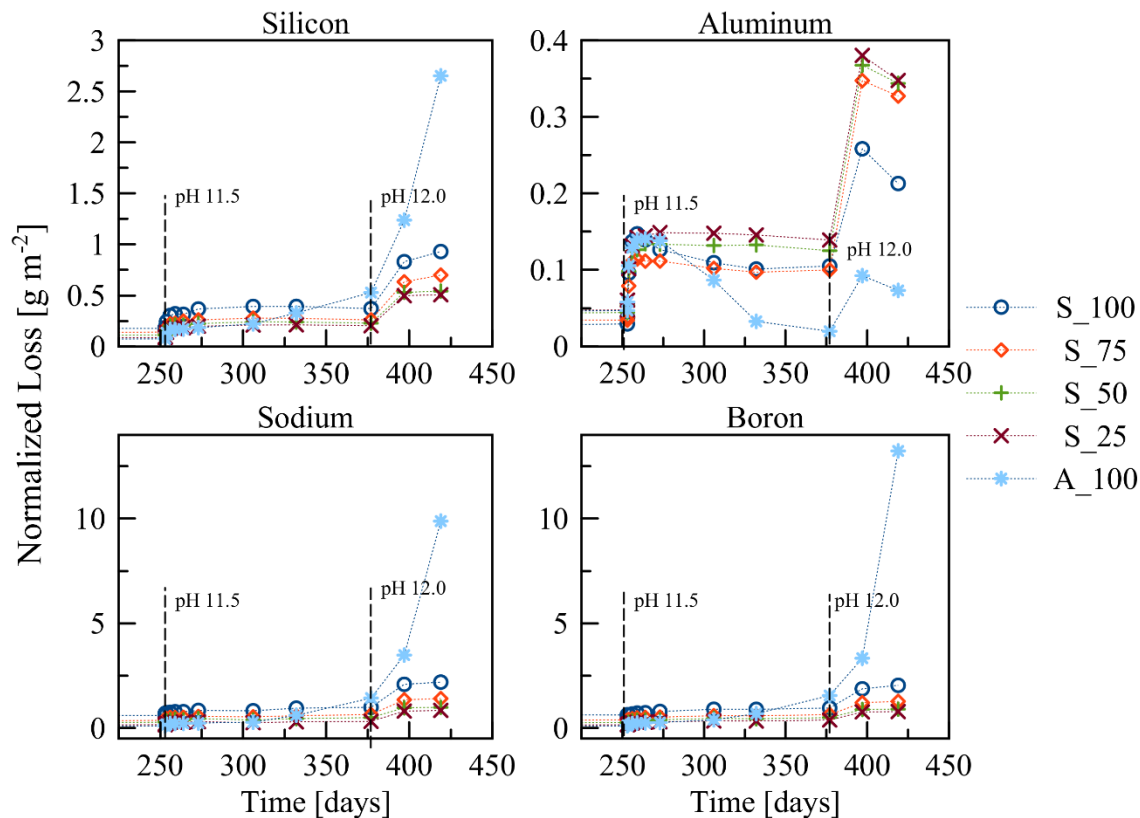 Silicon
Aluminum
3
2.5
2
1.5
1
0.5
0
pH 11.5
pH 12.0
250 300 350 400 450
0.4
0.3
0.2
0.1
0
pH 11.5
pH 12.0
250 300 350 400 450
Sodium
Boron
10
5
0
pH 11.5
pH 12.0
250 300 350 400 450
Time [days]
10
5
0
pH 11.5
pH 12.0
250 300 350 400 450
Time [days]
Normalized Loss [g m⁻²]
S_100
S_75
S_50
S_25
A_100